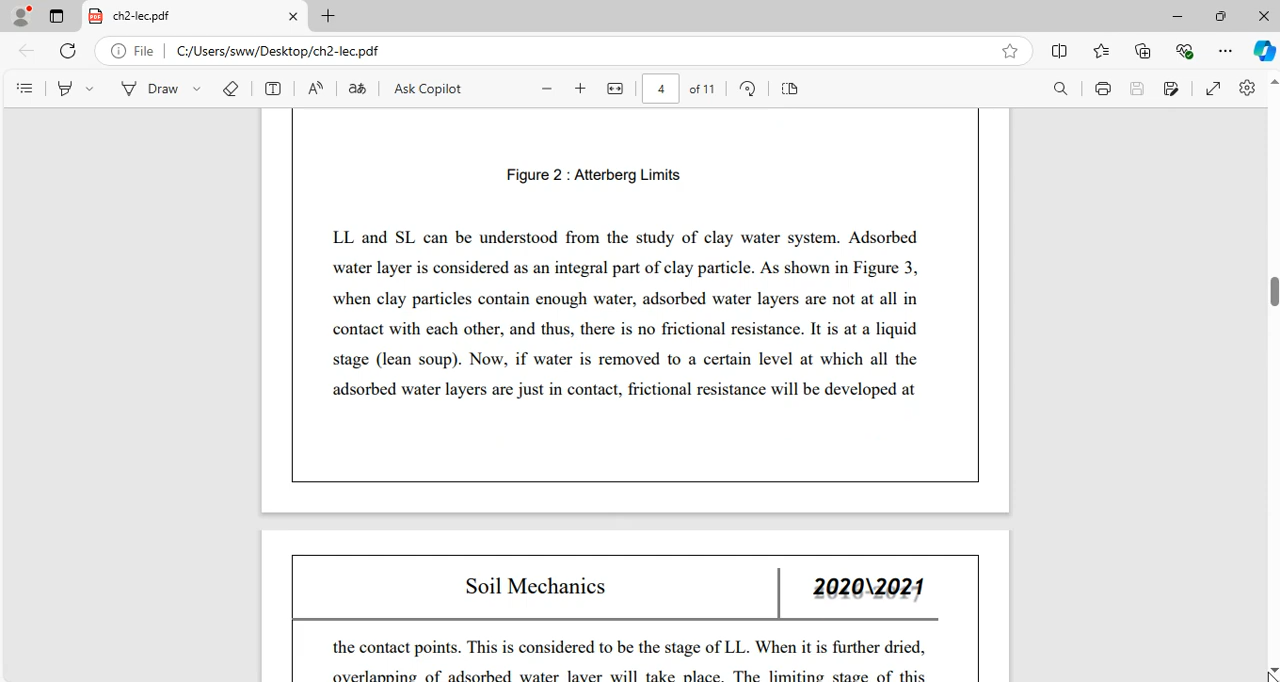 ch2-lec.pdf
File C:/Users/sww/Desktop/ch2-lec.pdf
Draw Ask Copilot 4 of 11
Figure 2 : Atterberg Limits
LL and SL can be understood from the study of clay water system. Adsorbed
water layer is considered as an integral part of clay particle. As shown in Figure 3,
when clay particles contain enough water, adsorbed water layers are not at all in
contact with each other, and thus, there is no frictional resistance. It is at a liquid
stage (lean soup). Now, if water is removed to a certain level at which all the
adsorbed water layers are just in contact, frictional resistance will be developed at
Soil Mechanics 2020\2021
the contact points. This is considered to be the stage of LL. When it is further dried,
overlapping of adsorbed water layer will take place. The limiting stage of this